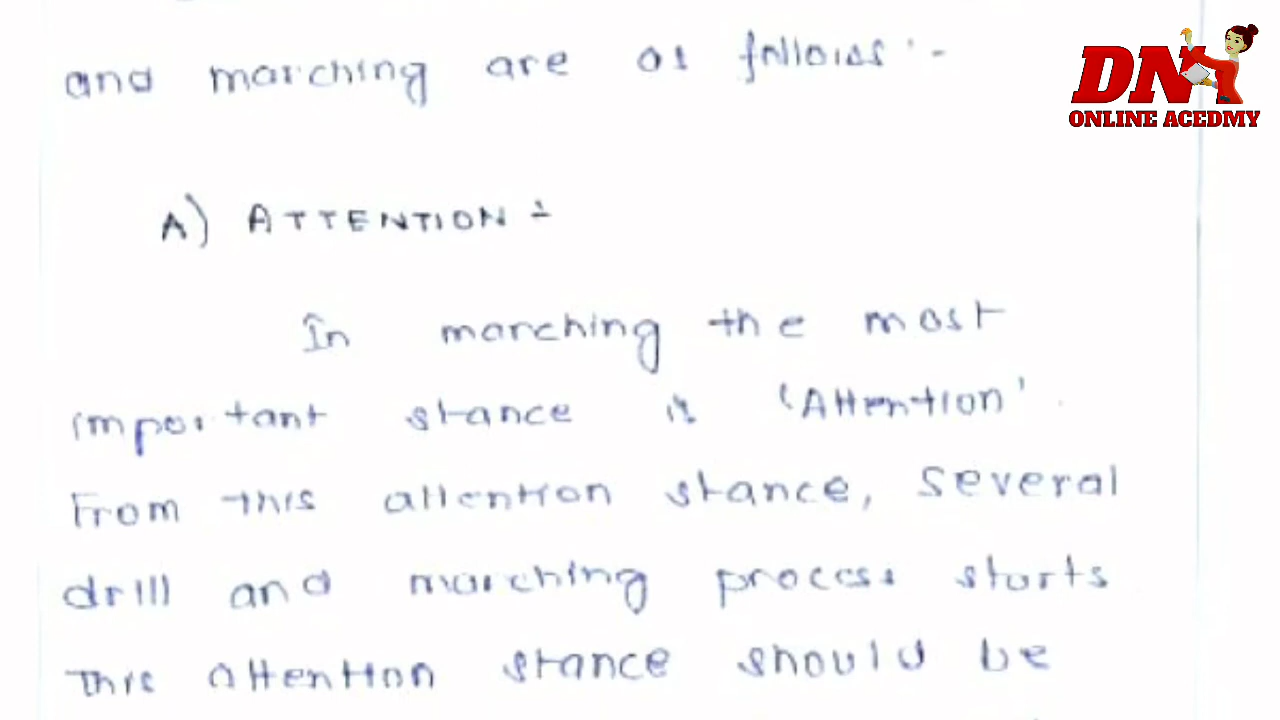 and marching are as follows :-
DNY
ONLINE ACEDMY
A) ATTENTION :-
In marching the most
important stance is 'Attention'.
From this attention stance, several
drill and marching process starts
This attention stance should be